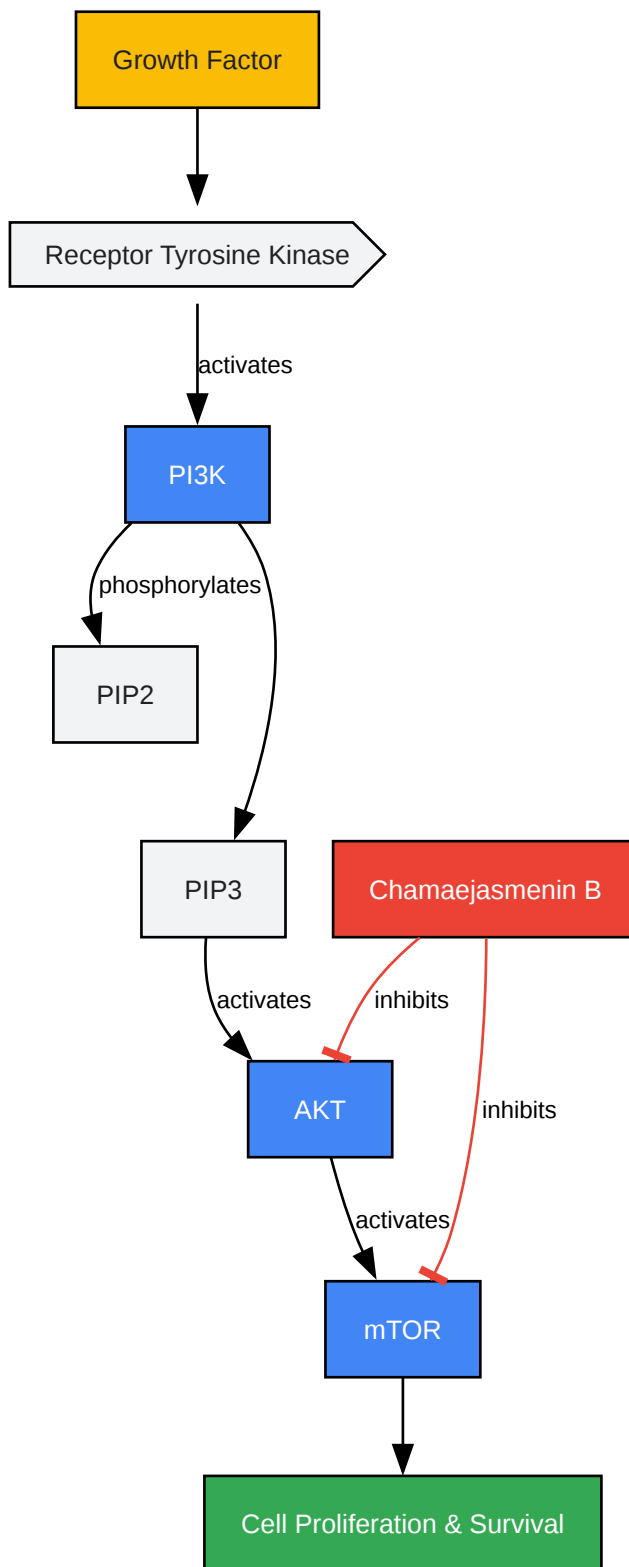 Growth Factor
Receptor Tyrosine Kinase
activates
PI3K
phosphorylates
PIP2
PIP3
Chamaejasmenin B
activates
inhibits
AKT
inhibits
activates
mTOR
Cell Proliferation & Survival